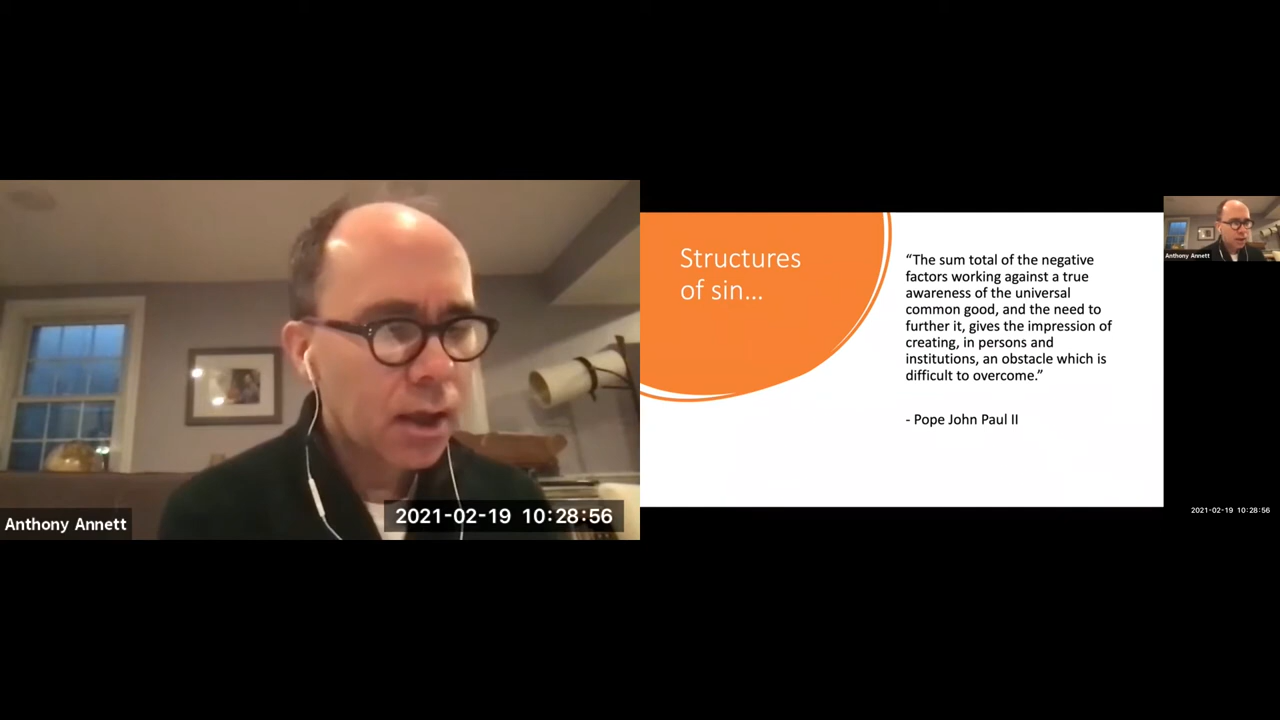 Anthony Annett
2021-02-19 10:28:56
Structures
of sin...
“The sum total of the negative
factors working against a true
awareness of the universal
common good, and the need to
further it, gives the impression of
creating, in persons and
institutions, an obstacle which is
difficult to overcome.”
- Pope John Paul II
Anthony Annett
2021-02-19 10:28:56